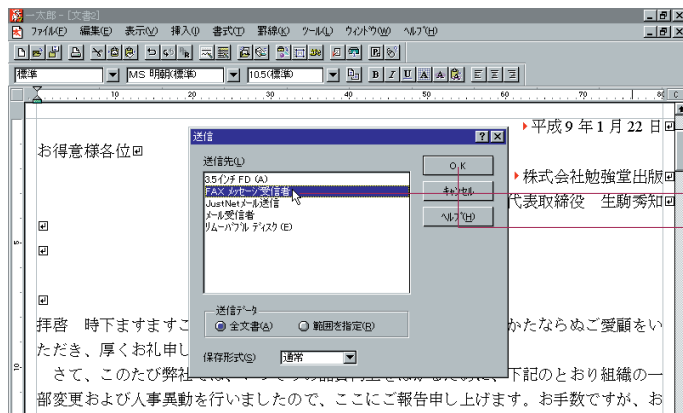 一太郎 - [文書2]
ファイル(F) 編集(E) 表示(V) 挿入(I) 書式(T) 罫線(K) ツール(L) ウィンドウ(W) ヘルプ(H)
標準 MS 明朝(標準) 10.5(標準) B I U A A
10 20 30 40 50 60 70 80
平成9年1月22日
お得意様各位
株式会社勉強堂出版
代表取締役 生駒秀知
送信
送信先(L)
3.5インチ FD (A)
FAX メッセージ受信者
JustNetメール送信
メール受信者
リムーバブル ディスク (E)
O.K
キャンセル
ヘルプ(H)
送信データ
全文書(A) 範囲を指定(R)
保存形式(S) 通常
拝啓 時下ますますご かたならぬご愛顧をい
ただき、厚くお礼申し
さて、このたび弊社 下記のとおり組織の一
部変更および人事異動を行いましたので、ここにご報告申し上げます。お手数ですが、お